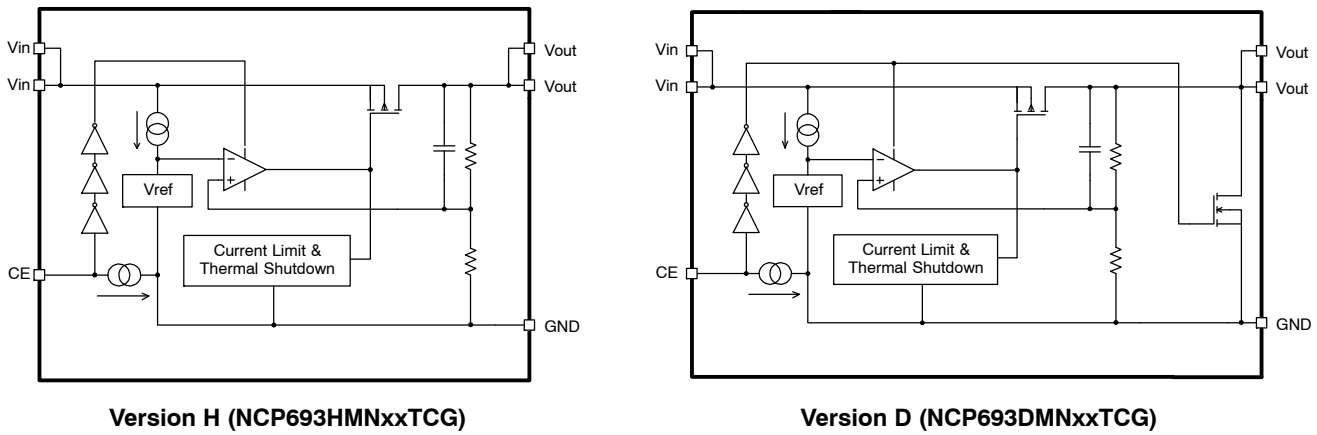 Vin
Vin
CE
Vref
−
+
Current Limit &
Thermal Shutdown
Vout
Vout
GND
Version H (NCP693HMNxxTCG)
Vin
Vin
CE
Vref
−
+
Current Limit &
Thermal Shutdown
Vout
Vout
GND
Version D (NCP693DMNxxTCG)